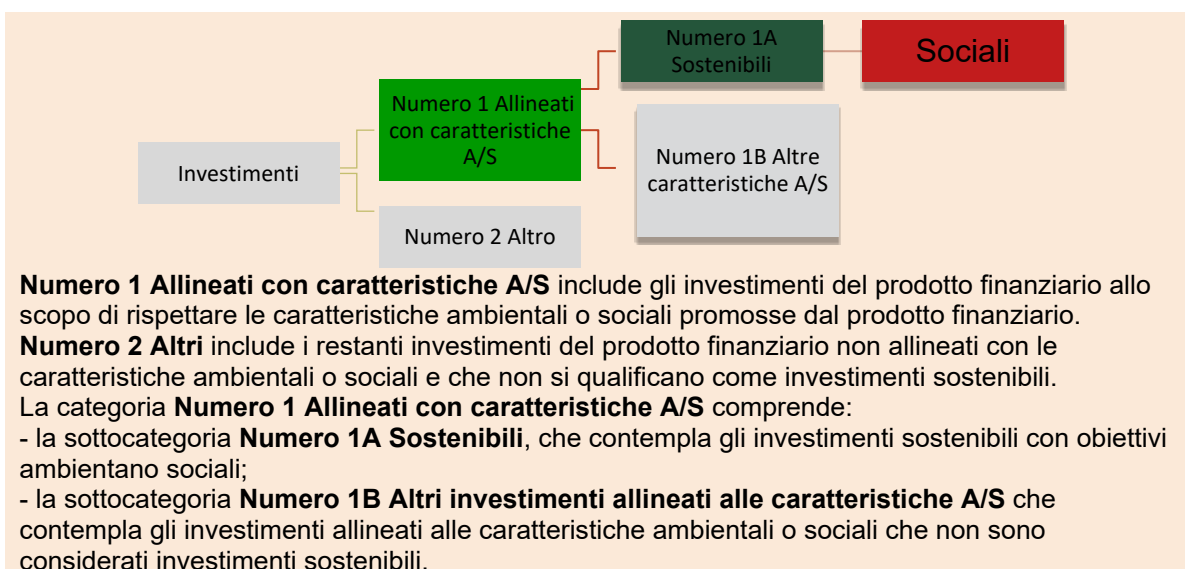 Numero 1A
Sostenibili
Sociali
Numero 1 Allineati
con caratteristiche
A/S
Investimenti
Numero 1B Altre
caratteristiche A/S
Numero 2 Altro
Numero 1 Allineati con caratteristiche A/S include gli investimenti del prodotto finanziario allo
scopo di rispettare le caratteristiche ambientali o sociali promosse dal prodotto finanziario.
Numero 2 Altri include i restanti investimenti del prodotto finanziario non allineati con le
caratteristiche ambientali o sociali e che non si qualificano come investimenti sostenibili.
La categoria Numero 1 Allineati con caratteristiche A/S comprende:
- la sottocategoria Numero 1A Sostenibili, che contempla gli investimenti sostenibili con obiettivi
ambientano sociali;
- la sottocategoria Numero 1B Altri investimenti allineati alle caratteristiche A/S che
contempla gli investimenti allineati alle caratteristiche ambientali o sociali che non sono
considerati investimenti sostenibili.